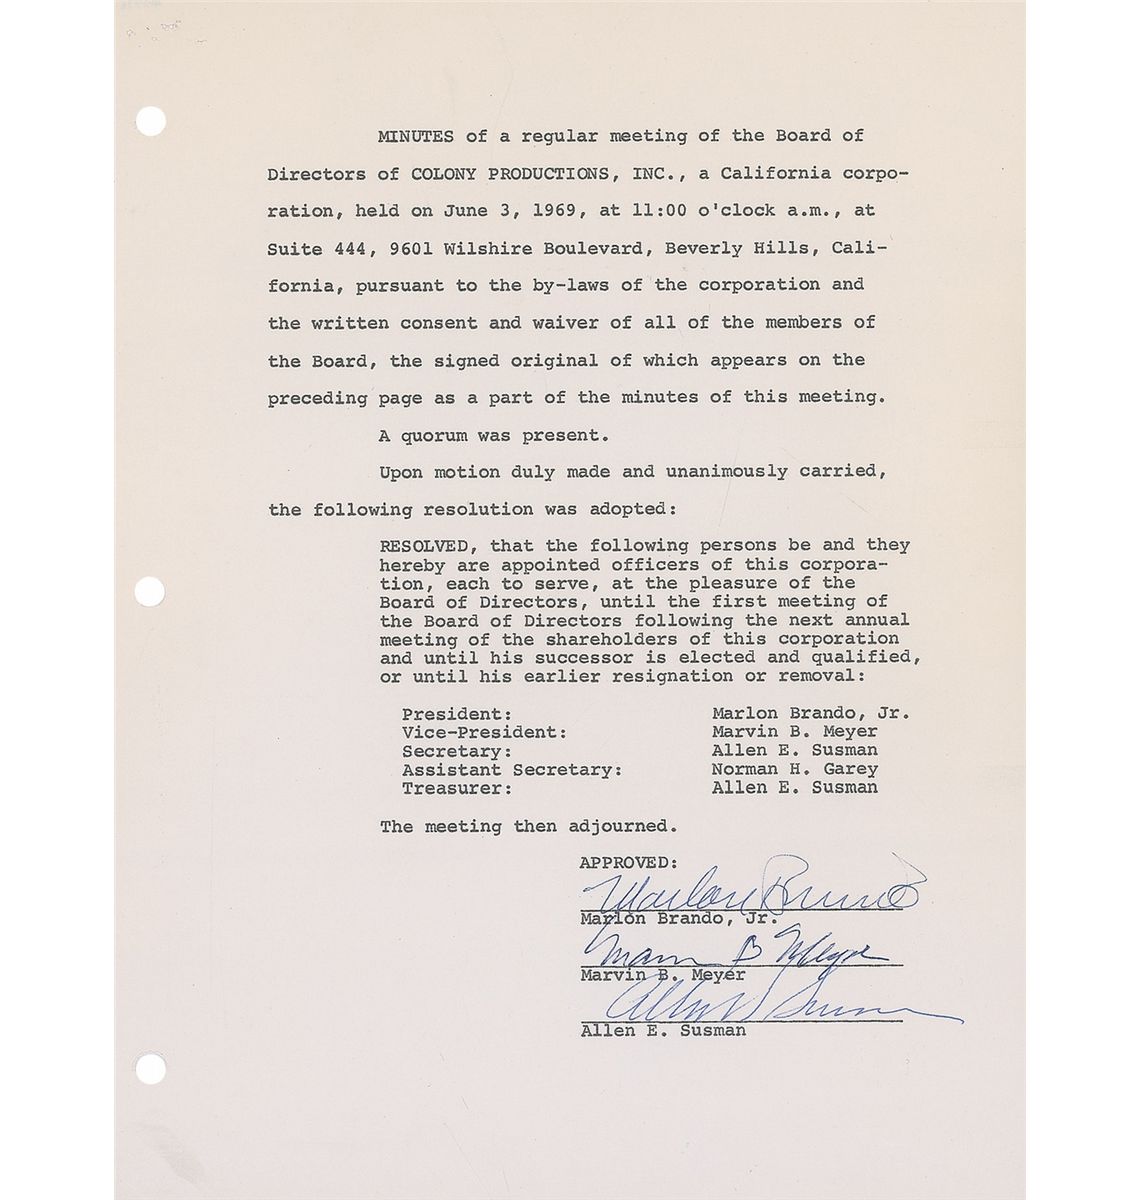 MINUTES of a regular meeting of the Board of
Directors of COLONY PRODUCTIONS, INC., a California corpo-
ration, held on June 3, 1969, at 11:00 o'clock a.m., at
Suite 444, 9601 Wilshire Boulevard, Beverly Hills, Cali-
fornia, pursuant to the by-laws of the corporation and
the written consent and waiver of all of the members of
the Board, the signed original of which appears on the
preceding page as a part of the minutes of this meeting.
A quorum was present.
Upon motion duly made and unanimously carried,
the following resolution was adopted:
RESOLVED, that the following persons be and they
hereby are appointed officers of this corpora-
tion, each to serve, at the pleasure of the
Board of Directors, until the first meeting of
the Board of Directors following the next annual
meeting of the shareholders of this corporation
and until his successor is elected and qualified,
or until his earlier resignation or removal:
President: Marlon Brando, Jr.
Vice-President: Marvin B. Meyer
Secretary: Allen E. Susman
Assistant Secretary: Norman H. Garey
Treasurer: Allen E. Susman
The meeting then adjourned.
APPROVED:
Marlon Brando
Marlon Brando, Jr.
Marvin B Meyer
Marvin B. Meyer
Allen E Susman
Allen E. Susman